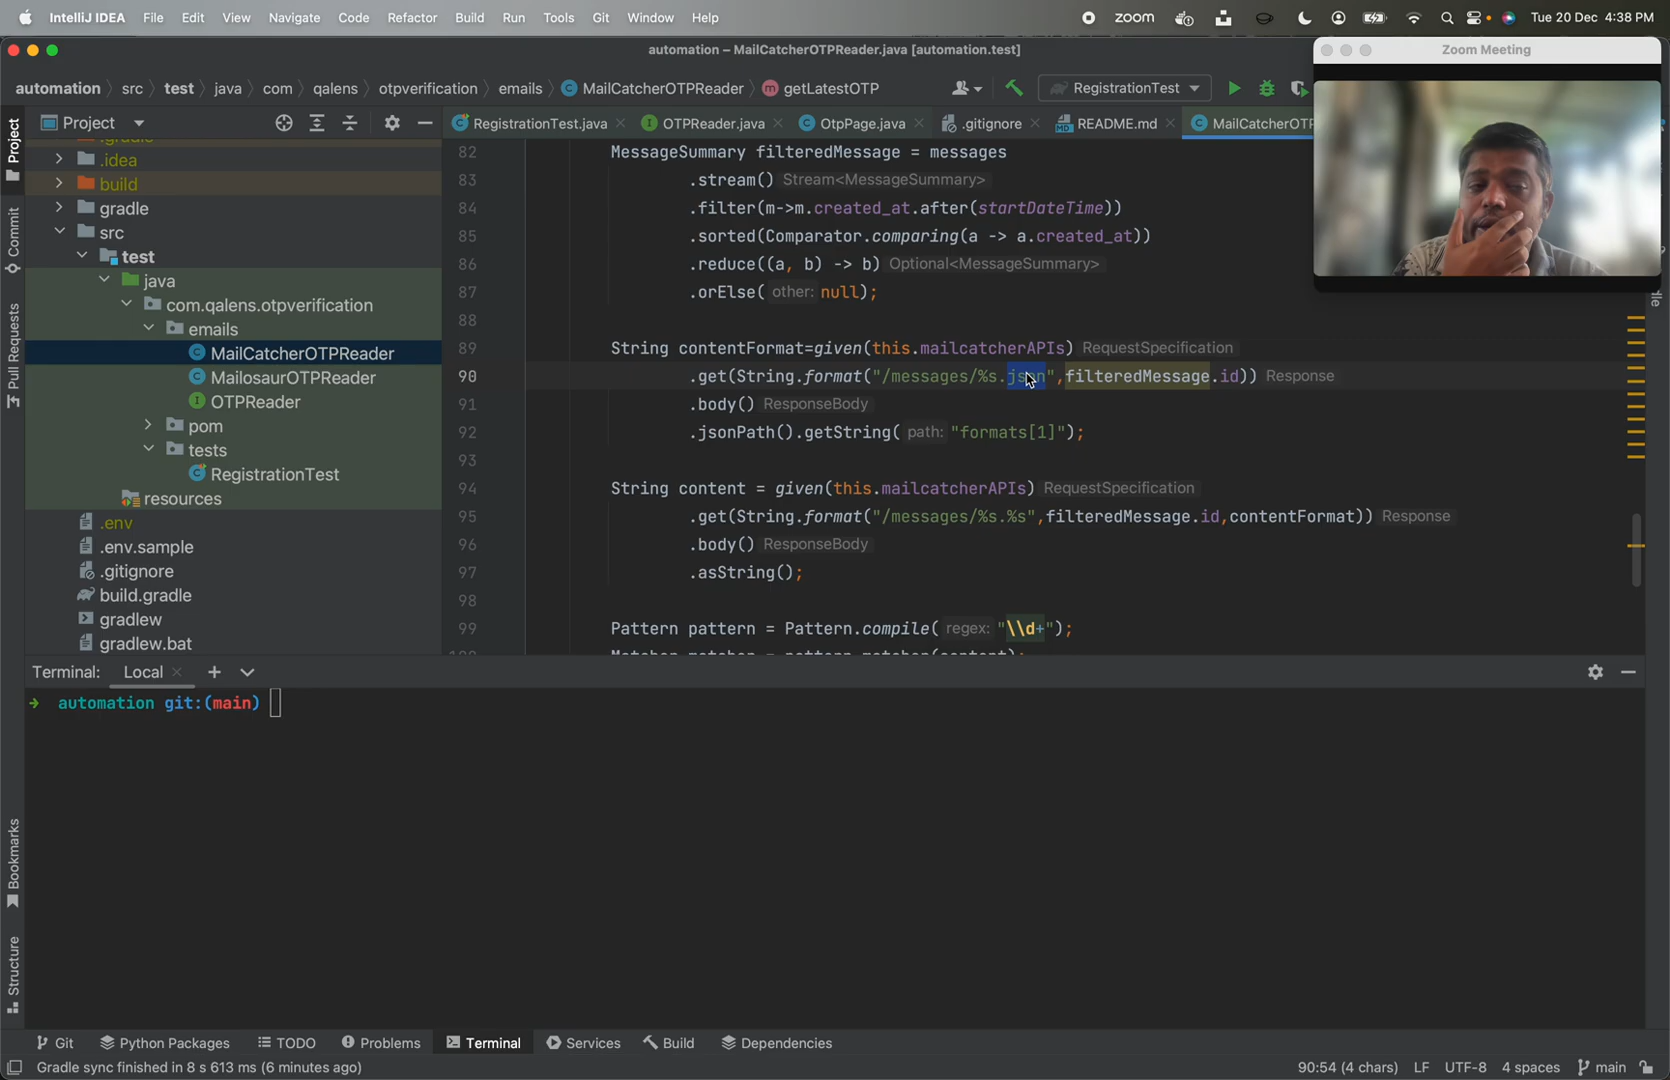 IntelliJ IDEA File Edit View Navigate Code Refactor Build Run Tools Git Window Help zoom Tue 20 Dec 4:38 PM
automation – MailCatcherOTPReader.java [automation.test]
Zoom Meeting
automation src test java com qalens otpverification emails MailCatcherOTPReader getLatestOTP RegistrationTest
Project
RegistrationTest.java OTPReader.java OtpPage.java .gitignore README.md MailCatcherOTP
.gradle
.idea
build
gradle
src
test
java
com.qalens.otpverification
emails
MailCatcherOTPReader
MailosaurOTPReader
OTPReader
pom
tests
RegistrationTest
resources
.env
.env.sample
.gitignore
build.gradle
gradlew
gradlew.bat
82 MessageSummary filteredMessage = messages
83 .stream() Stream<MessageSummary>
84 .filter(m->m.created_at.after(startDateTime))
85 .sorted(Comparator.comparing(a -> a.created_at))
86 .reduce((a, b) -> b) Optional<MessageSummary>
87 .orElse( other: null);
88
89 String contentFormat=given(this.mailcatcherAPIs) RequestSpecification
90 .get(String.format("/messages/%s.json",filteredMessage.id)) Response
91 .body() ResponseBody
92 .jsonPath().getString( path: "formats[1]");
93
94 String content = given(this.mailcatcherAPIs) RequestSpecification
95 .get(String.format("/messages/%s.%s",filteredMessage.id,contentFormat)) Response
96 .body() ResponseBody
97 .asString();
98
99 Pattern pattern = Pattern.compile( regex: "\\d+");
Project
Commit
Pull Requests
Bookmarks
Structure
Terminal: Local
automation git:(main)
Git Python Packages TODO Problems Terminal Services Build Dependencies
Gradle sync finished in 8 s 613 ms (6 minutes ago) 90:54 (4 chars) LF UTF-8 4 spaces main